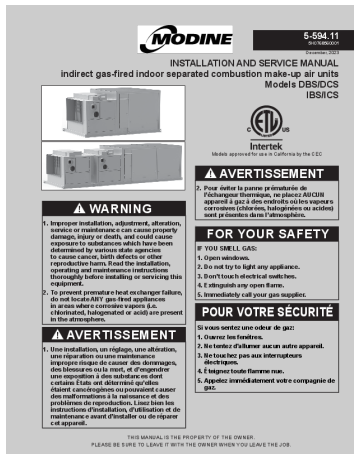 MODINE
5-594.11
5H0766850001
December, 2023
INSTALLATION AND SERVICE MANUAL
indirect gas-fired indoor separated combustion make-up air units
Models DBS/DCS
IBS/ICS
C ETL US
Intertek
Models approved for use in California by the CEC
WARNING
1. Improper installation, adjustment, alteration,
service or maintenance can cause property
damage, injury or death, and could cause
exposure to substances which have been
determined by various state agencies
to cause cancer, birth defects or other
reproductive harm. Read the installation,
operating and maintenance instructions
thoroughly before installing or servicing this
equipment.
2. To prevent premature heat exchanger failure,
do not locate ANY gas-fired appliances
in areas where corrosive vapors (i.e.
chlorinated, halogenated or acid) are present
in the atmosphere.
AVERTISSEMENT
1. Une installation, un réglage, une altération,
une réparation ou une maintenance
impropre risque de causer des dommages,
des blessures ou la mort, et d'engendrer
une exposition à des substances dont
certains États ont déterminé qu'elles
étaient cancérogènes ou pouvaient causer
des malformations à la naissance et des
problèmes de reproduction. Lisez bien les
instructions d'installation, d'utilisation et de
maintenance avant d'installer ou de réparer
cet appareil.
AVERTISSEMENT
2. Pour éviter la panne prématurée de
l'échangeur thermique, ne placez AUCUN
appareil à gaz à des endroits où les vapeurs
corrosives (chlorées, halogénées ou acides)
sont présentes dans l'atmosphère.
FOR YOUR SAFETY
IF YOU SMELL GAS:
1. Open windows.
2. Do not try to light any appliance.
3. Don't touch electrical switches.
4. Extinguish any open flame.
5. Immediately call your gas supplier.
POUR VOTRE SÉCURITÉ
Si vous sentez une odeur de gaz:
1. Ouvrez les fenêtres.
2. Ne tentez d'allumer aucun autre appareil.
3. Ne touchez pas aux interrupteurs
électriques.
4. Éteignez toute flamme nue.
5. Appelez immédiatement votre compagnie de
gaz.
THIS MANUAL IS THE PROPERTY OF THE OWNER.
PLEASE BE SURE TO LEAVE IT WITH THE OWNER WHEN YOU LEAVE THE JOB.